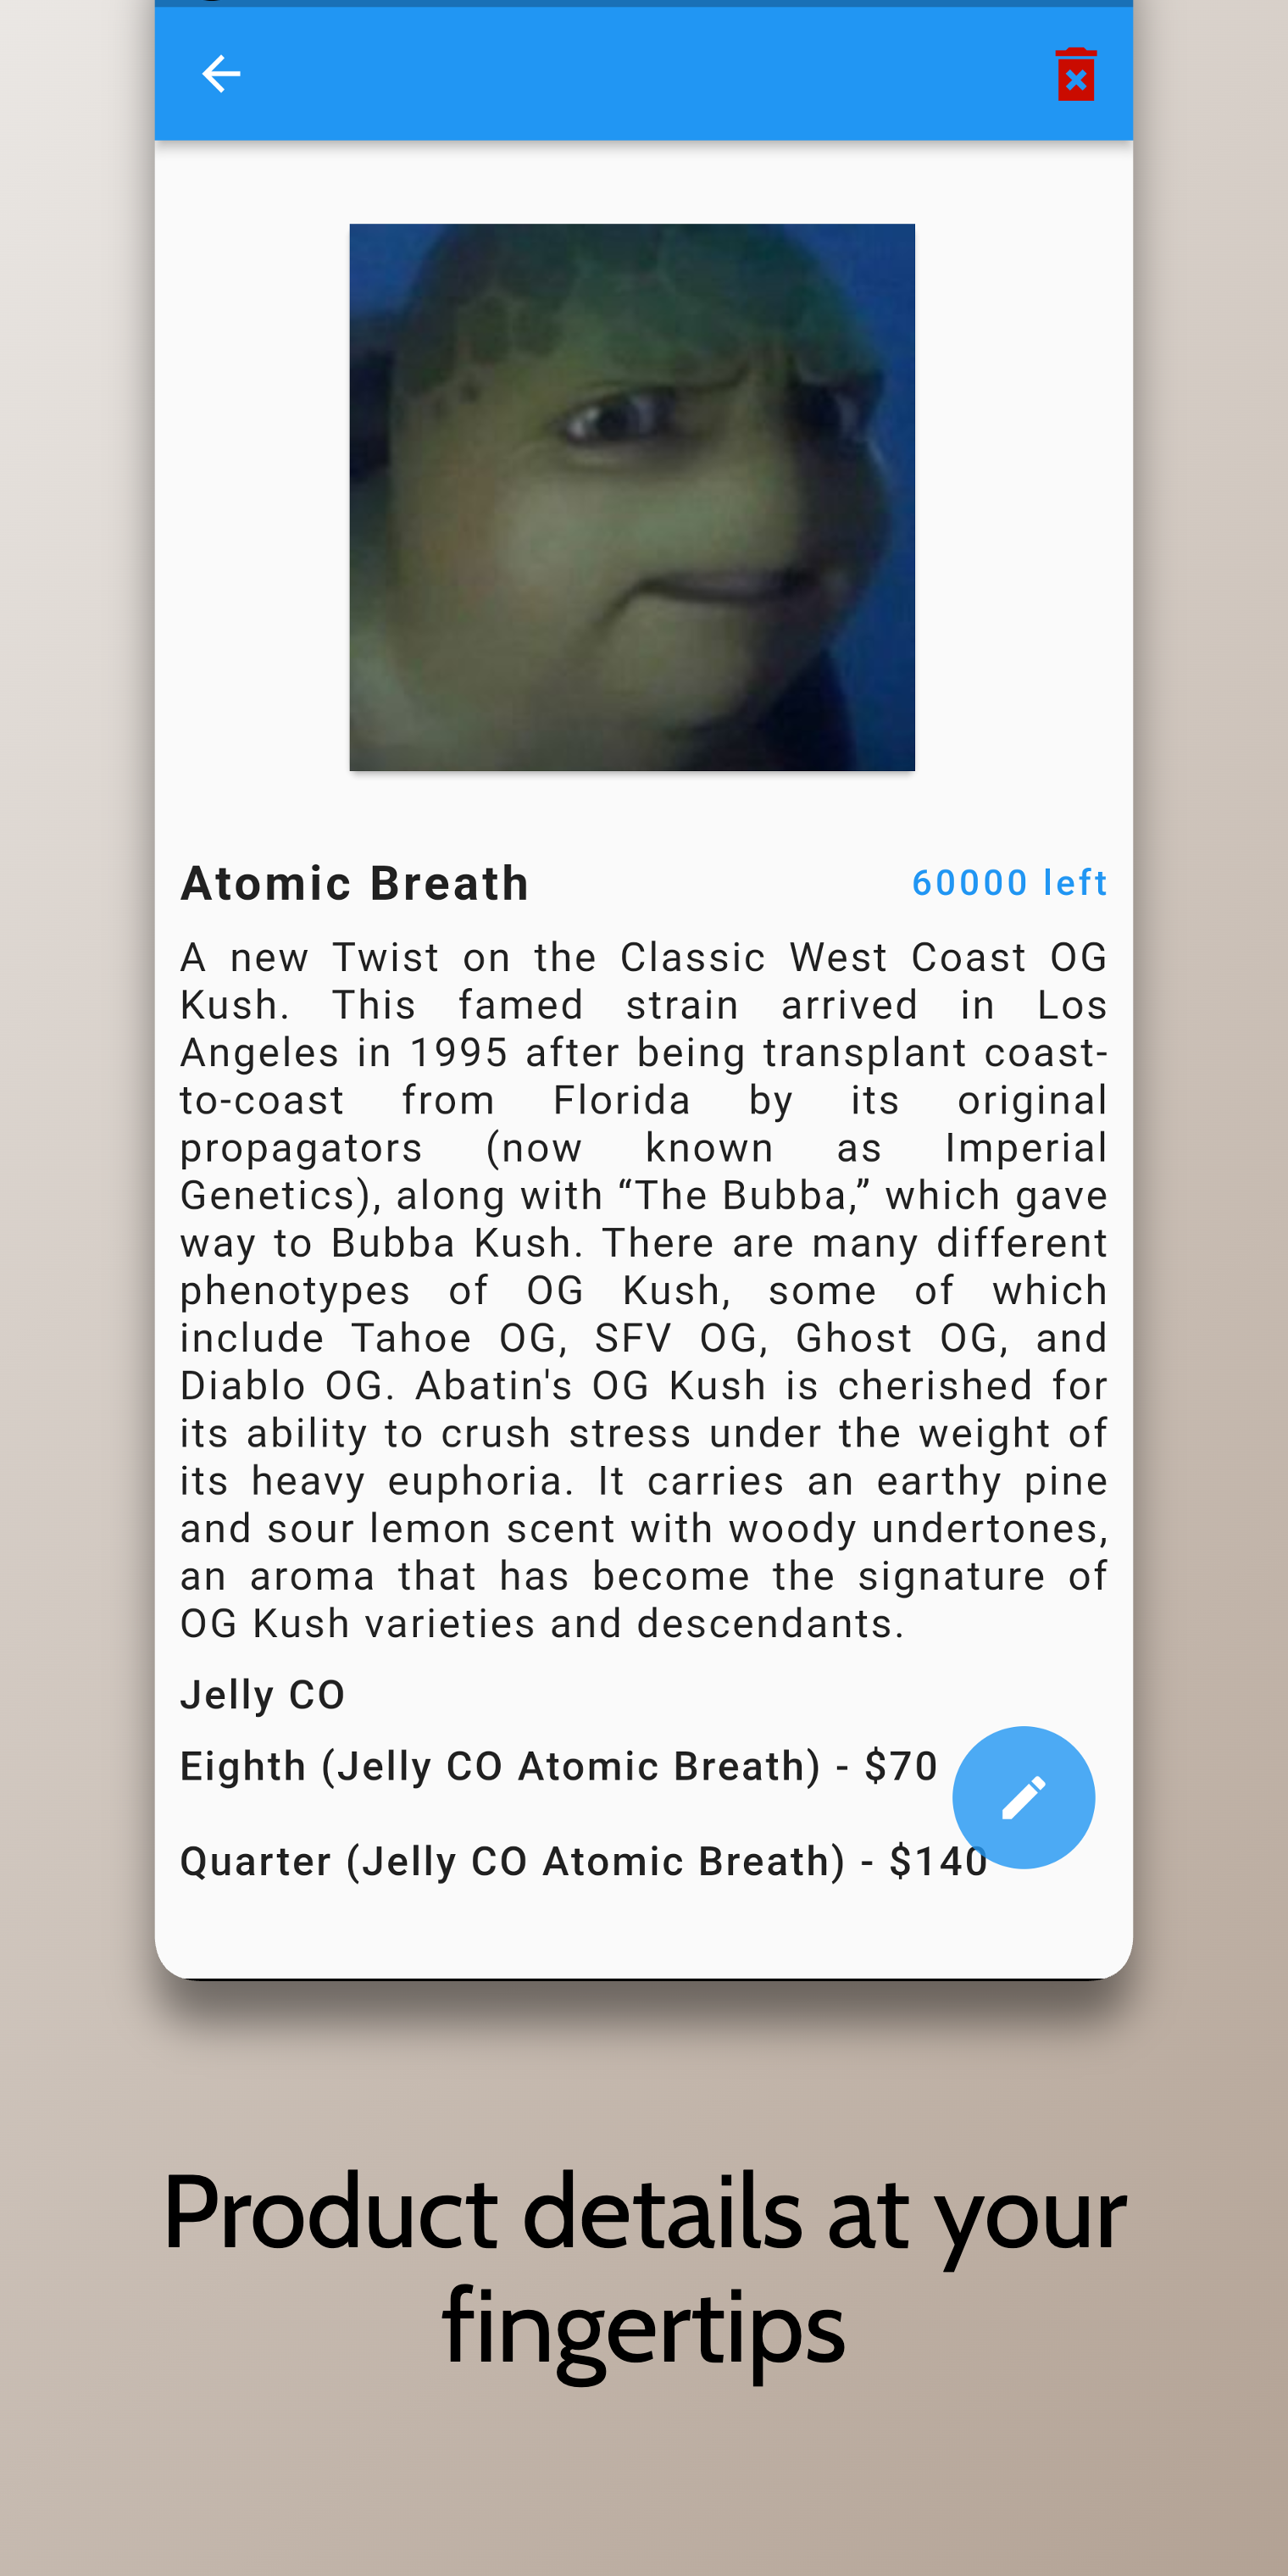 Atomic Breath 60000 left
A new Twist on the Classic West Coast OG
Kush. This famed strain arrived in Los
Angeles in 1995 after being transplant coast-
to-coast from Florida by its original
propagators (now known as Imperial
Genetics), along with “The Bubba,” which gave
way to Bubba Kush. There are many different
phenotypes of OG Kush, some of which
include Tahoe OG, SFV OG, Ghost OG, and
Diablo OG. Abatin's OG Kush is cherished for
its ability to crush stress under the weight of
its heavy euphoria. It carries an earthy pine
and sour lemon scent with woody undertones,
an aroma that has become the signature of
OG Kush varieties and descendants.
Jelly CO
Eighth (Jelly CO Atomic Breath) - $70
Quarter (Jelly CO Atomic Breath) - $140
Product details at your
fingertips